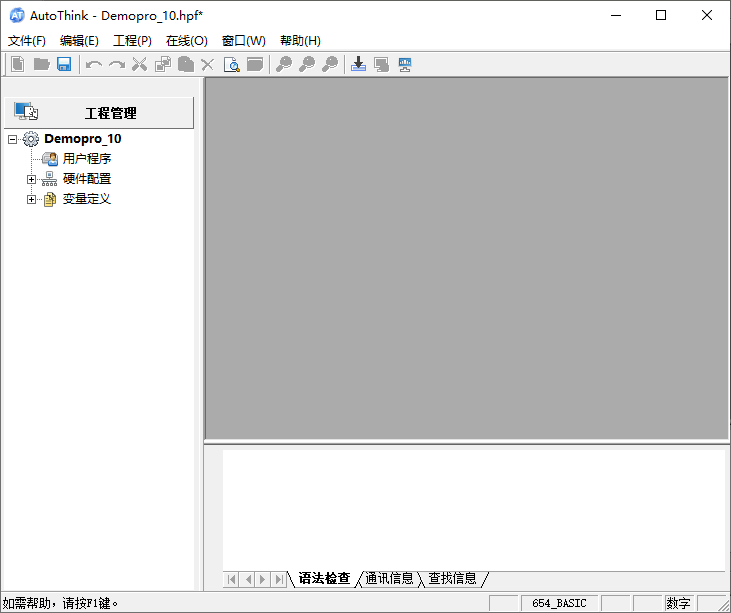 AutoThink - Demopro_10.hpf*
文件(F) 编辑(E) 工程(P) 在线(O) 窗口(W) 帮助(H)
工程管理
Demopro_10
用户程序
硬件配置
变量定义
语法检查 通讯信息 查找信息
如需帮助，请按F1键。 654_BASIC 数字